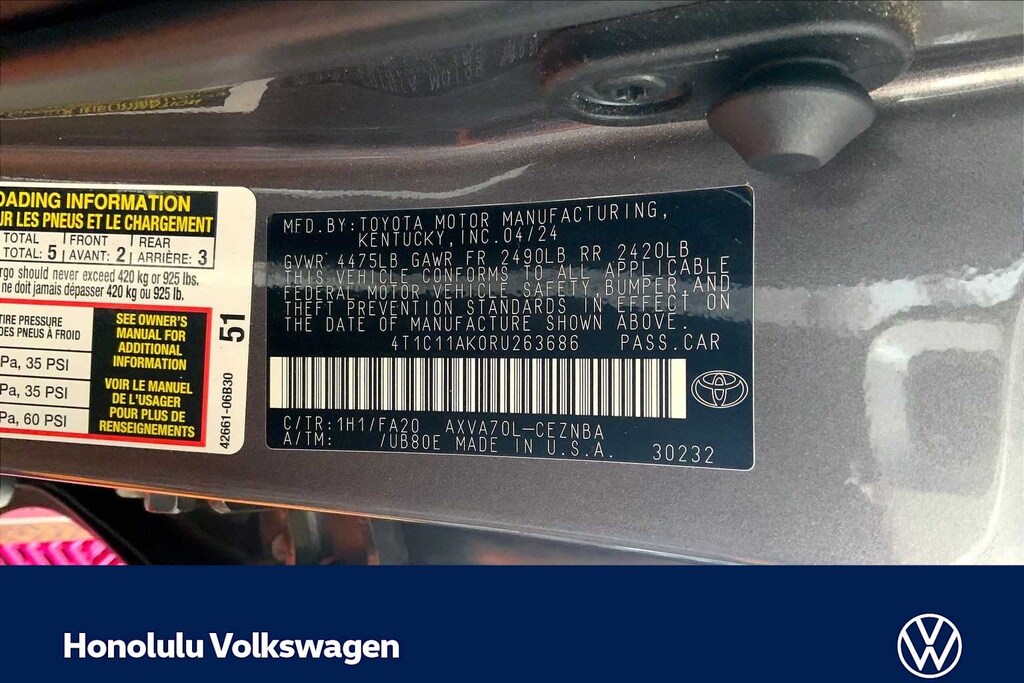 OADING INFORMATION
UR LES PNEUS ET LE CHARGEMENT
TOTAL FRONT REAR
TOTAL: 5 AVANT: 2 ARRIÈRE: 3
rgo should never exceed 420 kg or 925 lbs.
ne doit jamais dépasser 420 kg ou 925 lb.
TIRE PRESSURE
DES PNEUS À FROID
Pa, 35 PSI
Pa, 35 PSI
Pa, 60 PSI
SEE OWNER'S
MANUAL FOR
ADDITIONAL
INFORMATION
VOIR LE MANUEL
DE L'USAGER
POUR PLUS DE
RENSEIGNEMENTS
51
42661-06B30
MFD.BY:TOYOTA MOTOR MANUFACTURING,
KENTUCKY,INC.04/24
GVWR 4475LB GAWR FR 2490LB RR 2420LB
THIS VEHICLE CONFORMS TO ALL APPLICABLE
FEDERAL MOTOR VEHICLE SAFETY,BUMPER,AND
THEFT PREVENTION STANDARDS IN EFFECT ON
THE DATE OF MANUFACTURE SHOWN ABOVE.
4T1C11AK0RU263686 PASS.CAR
C/TR:1H1/FA20 AXVA70L-CEZNBA
A/TM: /UB80E MADE IN U.S.A. 30232
Honolulu Volkswagen